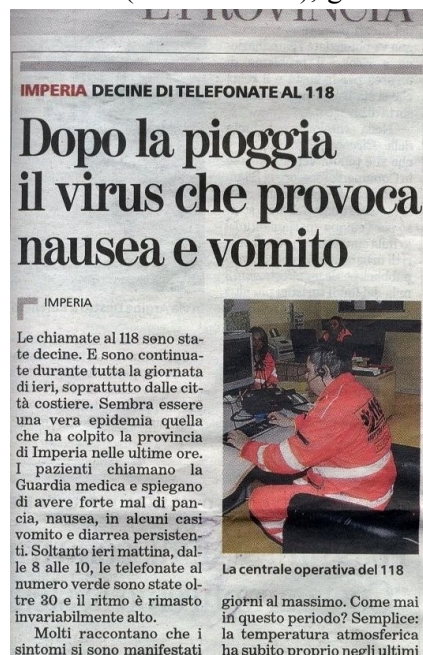 E PROVINCIA
IMPERIA DECINE DI TELEFONATE AL 118
Dopo la pioggia
il virus che provoca
nausea e vomito
IMPERIA
Le chiamate al 118 sono sta-
te decine. E sono continua-
te durante tutta la giornata
di ieri, soprattutto dalle cit-
tà costiere. Sembra essere
una vera epidemia quella
che ha colpito la provincia
di Imperia nelle ultime ore.
I pazienti chiamano la
Guardia medica e spiegano
di avere forte mal di pan-
cia, nausea, in alcuni casi
vomito e diarrea persisten-
ti. Soltanto ieri mattina, dal-
le 8 alle 10, le telefonate al
numero verde sono state ol-
tre 30 e il ritmo è rimasto
invariabilmente alto.
Molti raccontano che i
sintomi si sono manifestati
La centrale operativa del 118
giorni al massimo. Come mai
in questo periodo? Semplice:
la temperatura atmosferica
ha subito proprio negli ultimi